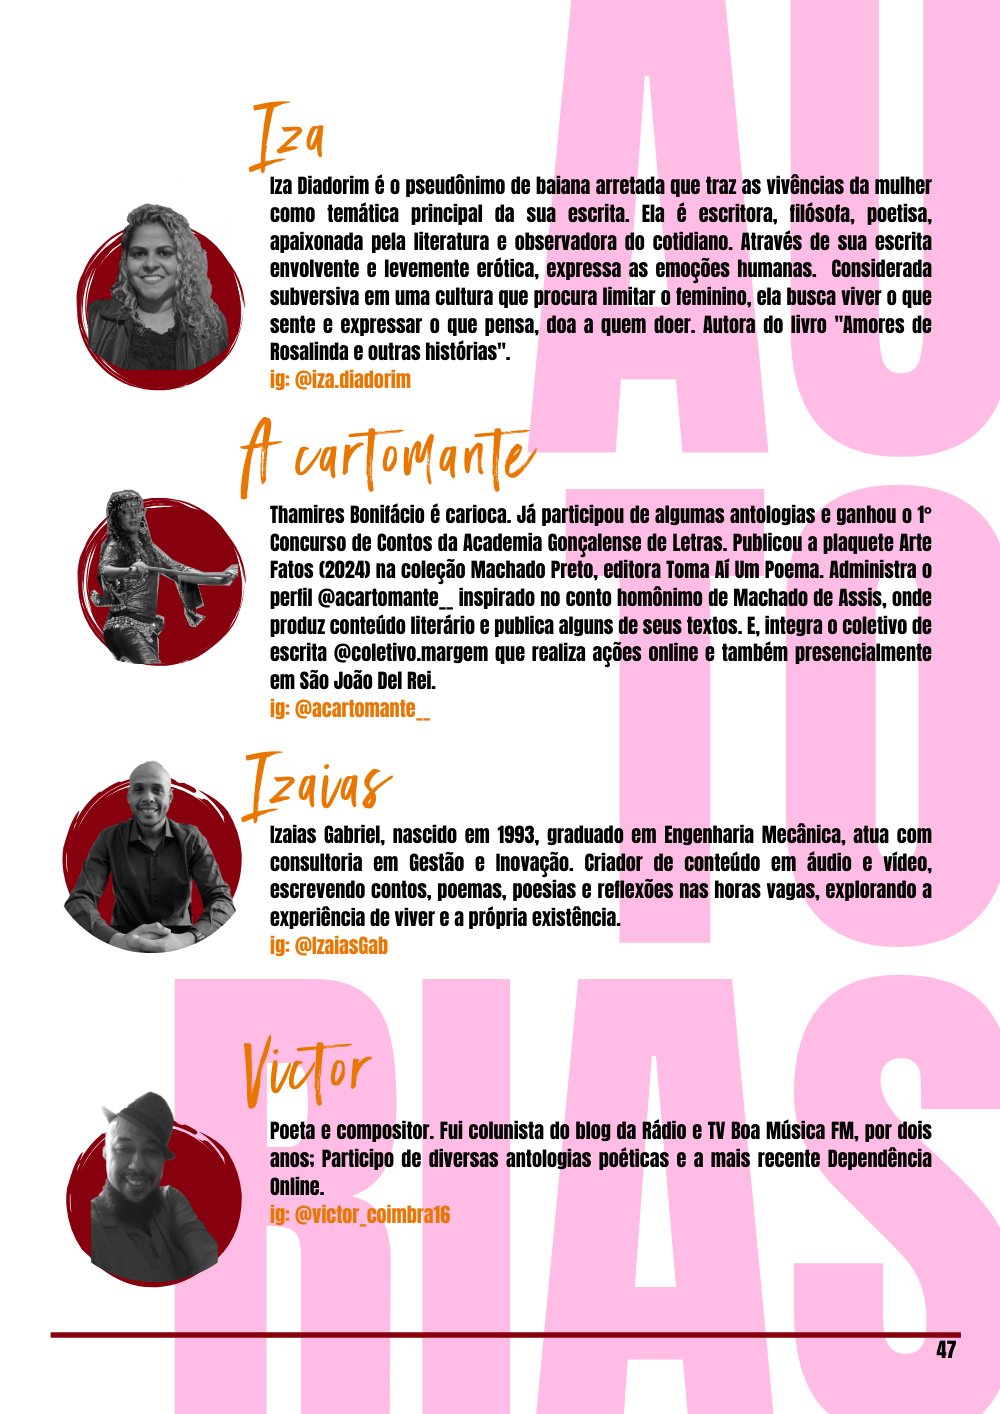 AU
TO
RIAS
Iza
Iza Diadorim é o pseudônimo de baiana arretada que traz as vivências da mulher
como temática principal da sua escrita. Ela é escritora, filósofa, poetisa,
apaixonada pela literatura e observadora do cotidiano. Através de sua escrita
envolvente e levemente erótica, expressa as emoções humanas. Considerada
subversiva em uma cultura que procura limitar o feminino, ela busca viver o que
sente e expressar o que pensa, doa a quem doer. Autora do livro "Amores de
Rosalinda e outras histórias".
ig: @iza.diadorim
A cartomante
Thamires Bonifácio é carioca. Já participou de algumas antologias e ganhou o 1º
Concurso de Contos da Academia Gonçalense de Letras. Publicou a plaquete Arte
Fatos (2024) na coleção Machado Preto, editora Toma Aí Um Poema. Administra o
perfil @acartomante__ inspirado no conto homônimo de Machado de Assis, onde
produz conteúdo literário e publica alguns de seus textos. E, integra o coletivo de
escrita @coletivo.margem que realiza ações online e também presencialmente
em São João Del Rei.
ig: @acartomante__
Izaias
Izaias Gabriel, nascido em 1993, graduado em Engenharia Mecânica, atua com
consultoria em Gestão e Inovação. Criador de conteúdo em áudio e vídeo,
escrevendo contos, poemas, poesias e reflexões nas horas vagas, explorando a
experiência de viver e a própria existência.
ig: @IzaiasGab
Victor
Poeta e compositor. Fui colunista do blog da Rádio e TV Boa Música FM, por dois
anos; Participo de diversas antologias poéticas e a mais recente Dependência
Online.
ig: @victor_coimbra16
47